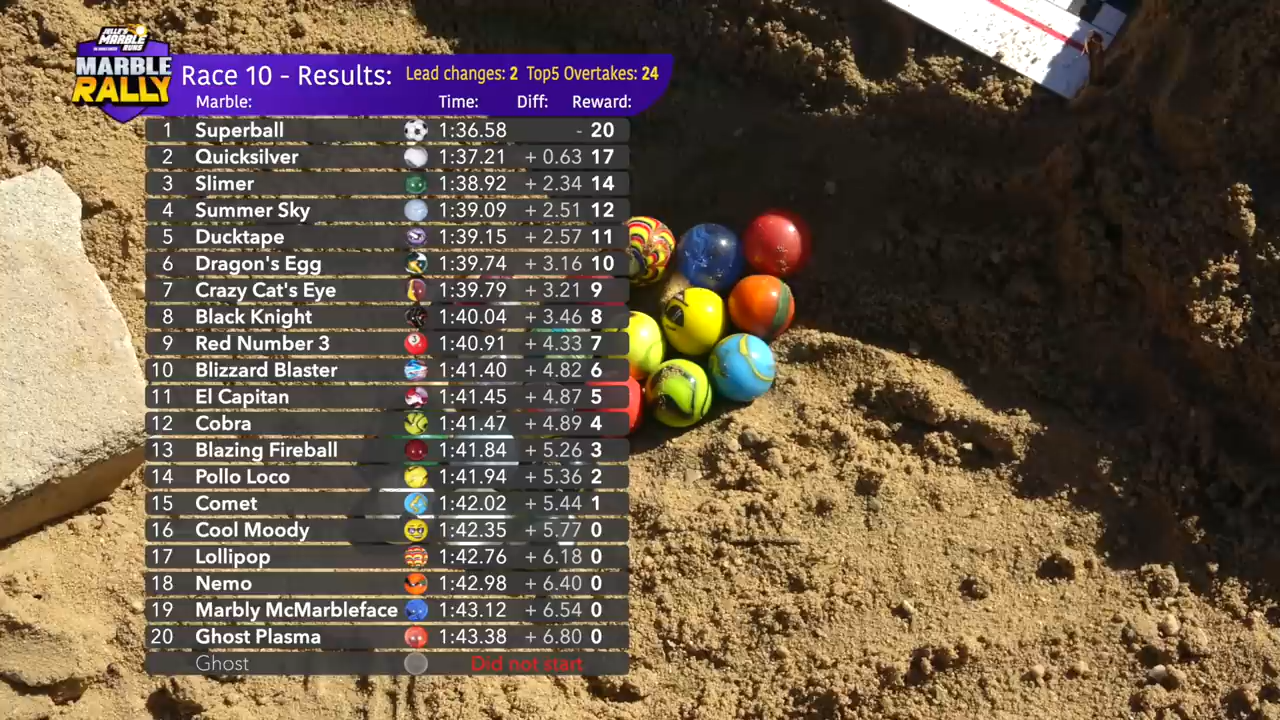 JELLE'S
MARBLE
RUNS
MARBLE
RALLY
Race 10 - Results: Lead changes: 2 Top5 Overtakes: 24
Marble: Time: Diff: Reward:
1 Superball 1:36.58 - 20
2 Quicksilver 1:37.21 + 0.63 17
3 Slimer 1:38.92 + 2.34 14
4 Summer Sky 1:39.09 + 2.51 12
5 Ducktape 1:39.15 + 2.57 11
6 Dragon's Egg 1:39.74 + 3.16 10
7 Crazy Cat's Eye 1:39.79 + 3.21 9
8 Black Knight 1:40.04 + 3.46 8
9 Red Number 3 3 1:40.91 + 4.33 7
10 Blizzard Blaster 1:41.40 + 4.82 6
11 El Capitan 1:41.45 + 4.87 5
12 Cobra 1:41.47 + 4.89 4
13 Blazing Fireball 1:41.84 + 5.26 3
14 Pollo Loco 1:41.94 + 5.36 2
15 Comet 1:42.02 + 5.44 1
16 Cool Moody 1:42.35 + 5.77 0
17 Lollipop 1:42.76 + 6.18 0
18 Nemo 1:42.98 + 6.40 0
19 Marbly McMarbleface 1:43.12 + 6.54 0
20 Ghost Plasma 1:43.38 + 6.80 0
Ghost Did not start